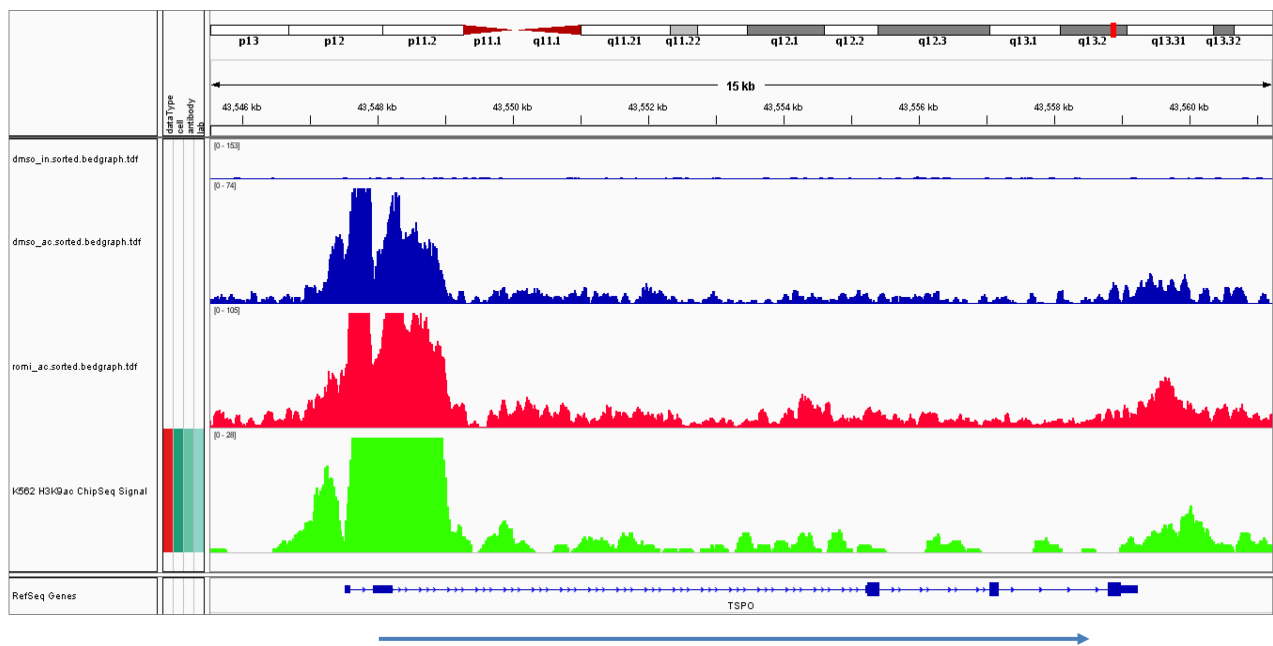 p13 p12 p11.2 p11.1 q11.1 q11.21 q11.22 q12.1 q12.2 q12.3 q13.1 q13.2 q13.31 q13.32
15 kb
43,546 kb 43,548 kb 43,550 kb 43,552 kb 43,554 kb 43,556 kb 43,558 kb 43,560 kb
dataType
cell
antibody
lab
dmso_in.sorted.bedgraph.tdf
[0 - 153]
dmso_ac.sorted.bedgraph.tdf
[0 - 74]
romi_ac.sorted.bedgraph.tdf
[0 - 105]
K562 H3K9ac ChipSeq Signal
[0 - 28]
RefSeq Genes
TSPO